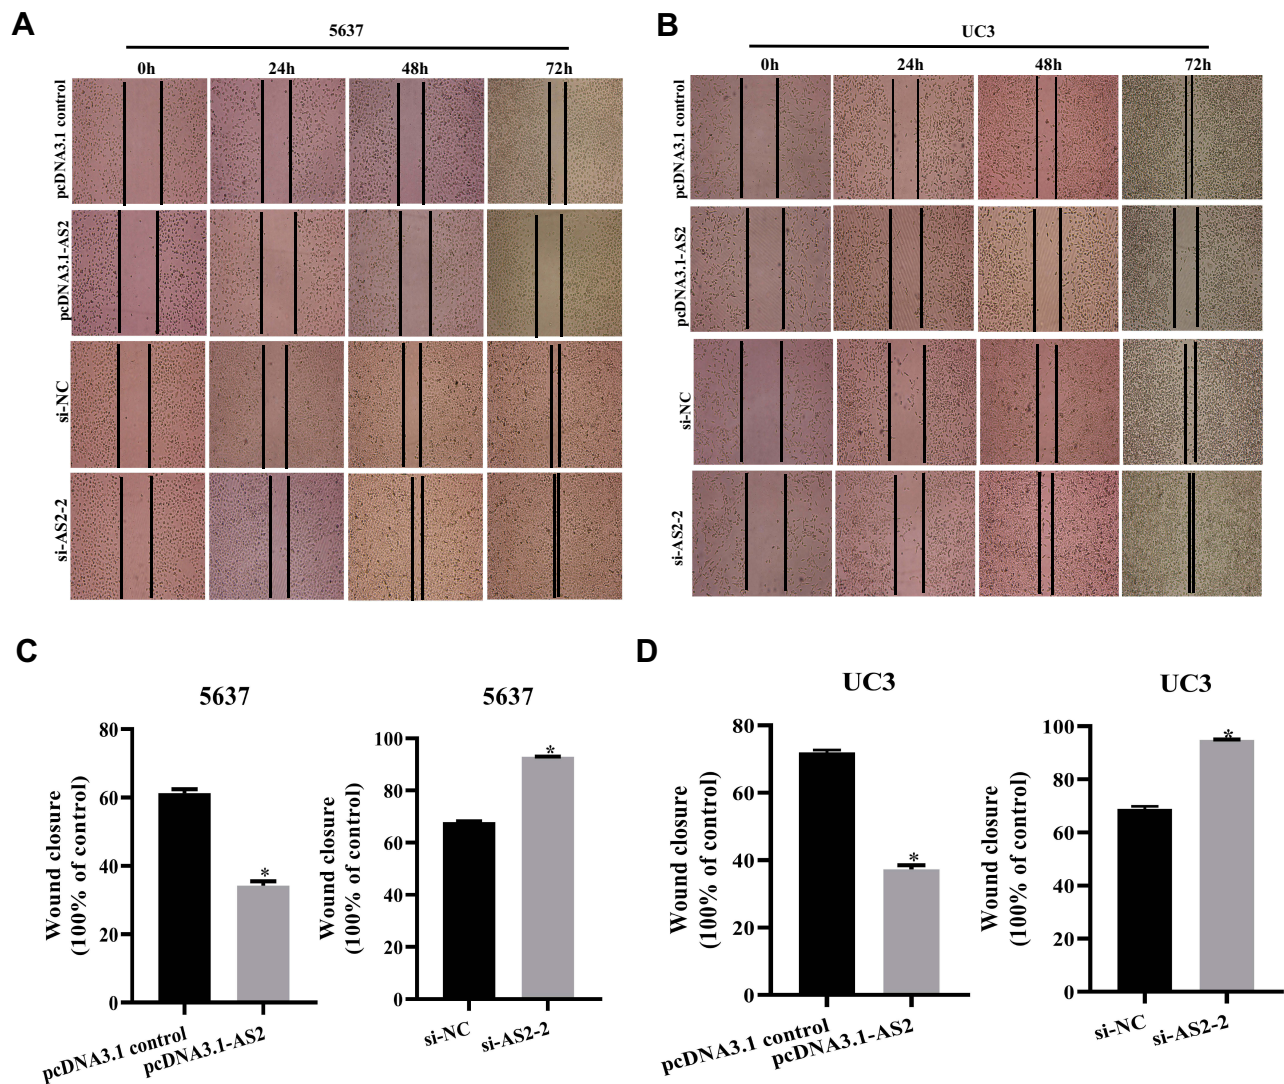 A
5637
0h 24h 48h 72h
pcDNA3.1 control
pcDNA3.1-AS2
si-NC
si-AS2-2
B
UC3
0h 24h 48h 72h
pcDNA3.1 control
pcDNA3.1-AS2
si-NC
si-AS2-2
C
5637
Wound closure
(100% of control)
80
60
40
20
0
*
pcDNA3.1 control
pcDNA3.1-AS2
5637
Wound closure
(100% of control)
100
80
60
40
20
0
*
si-NC
si-AS2-2
D
UC3
Wound closure
(100% of control)
80
60
40
20
0
*
pcDNA3.1 control
pcDNA3.1-AS2
UC3
Wound closure
(100% of control)
100
80
60
40
20
0
*
si-NC
si-AS2-2